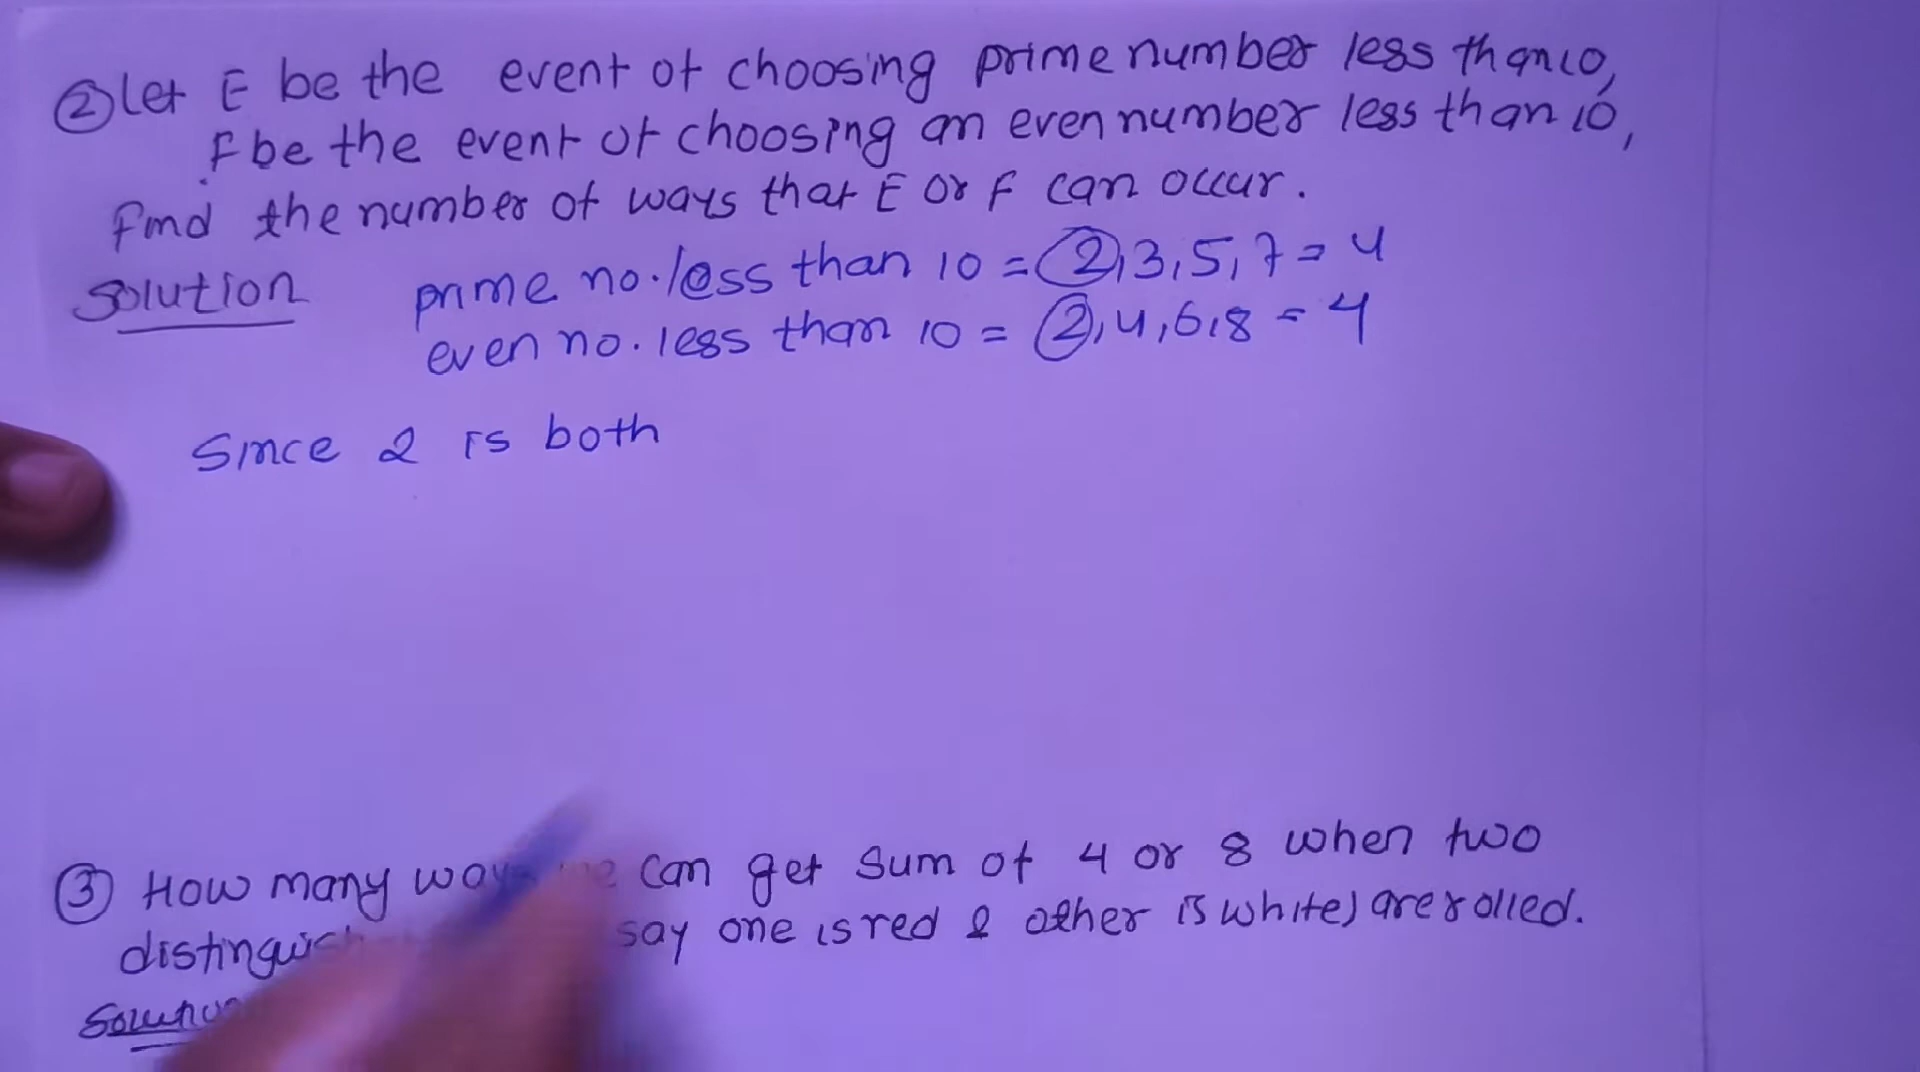 ② Let E be the event of choosing prime number less than 10,
F be the event of choosing an even number less than 10,
find the number of ways that E or F can occur.
Solution prime no. less than 10 = 2, 3, 5, 7 = 4
even no. less than 10 = 2, 4, 6, 8 = 4
Since 2 is both
③ How many ways can get sum of 4 or 8 when two
say one is red & other is white) are rolled.
Solution